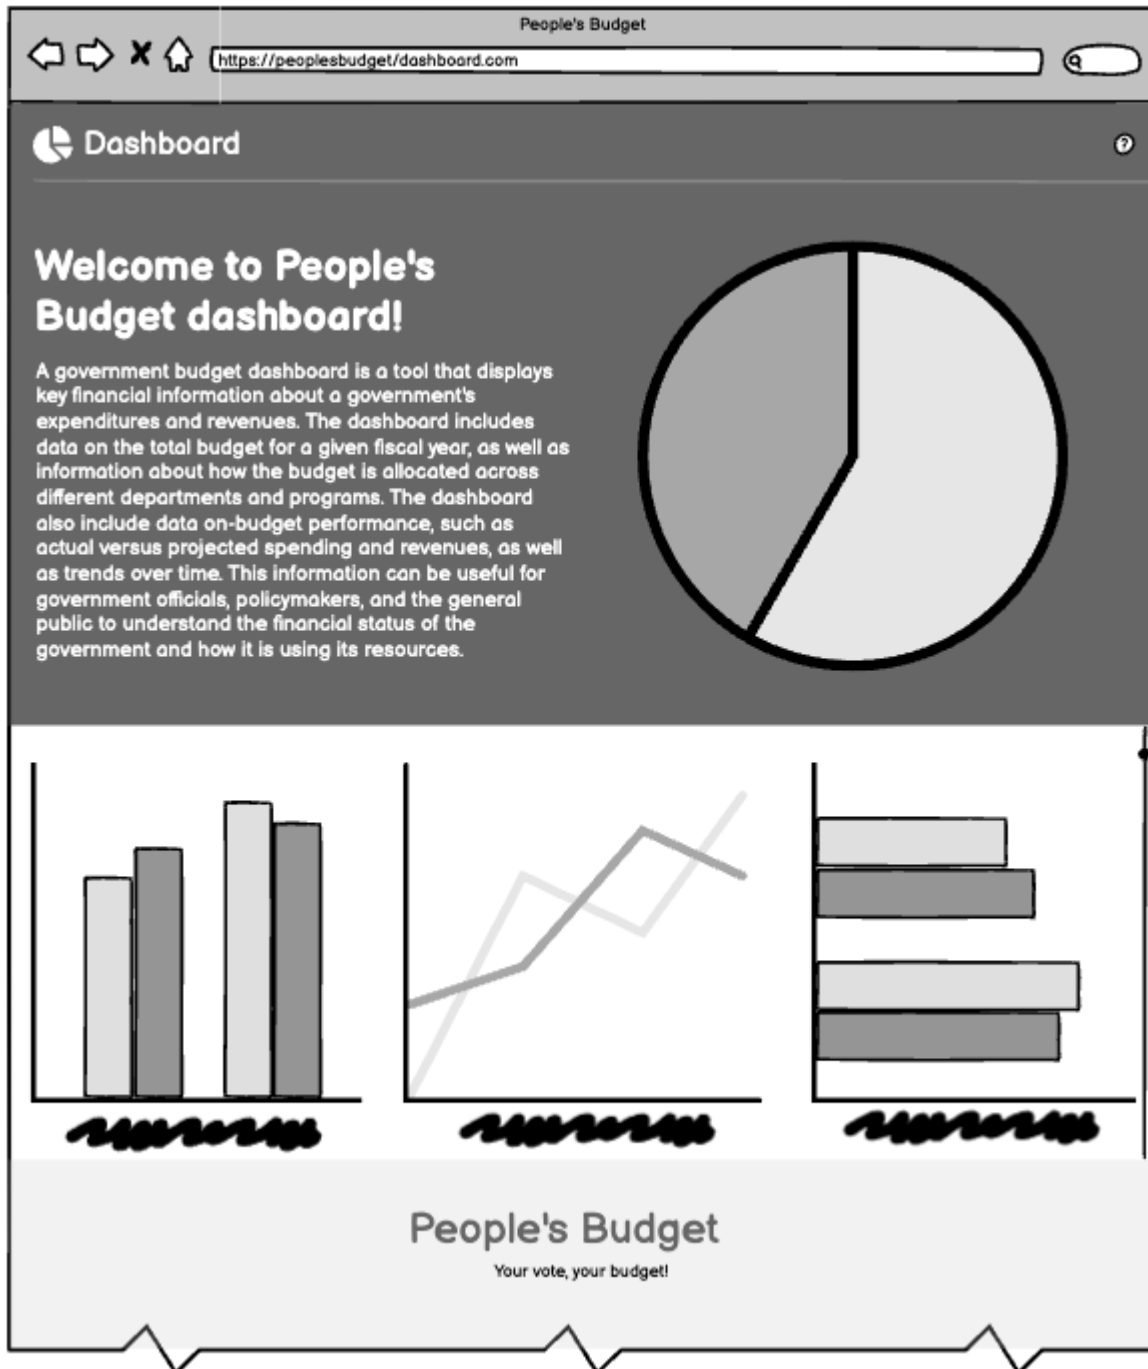 People's Budget
https://peoplesbudget/dashboard.com
Dashboard
?
Welcome to People's
Budget dashboard!
A government budget dashboard is a tool that displays
key financial information about a government's
expenditures and revenues. The dashboard includes
data on the total budget for a given fiscal year, as well as
information about how the budget is allocated across
different departments and programs. The dashboard
also include data on-budget performance, such as
actual versus projected spending and revenues, as well
as trends over time. This information can be useful for
government officials, policymakers, and the general
public to understand the financial status of the
government and how it is using its resources.
People's Budget
Your vote, your budget!